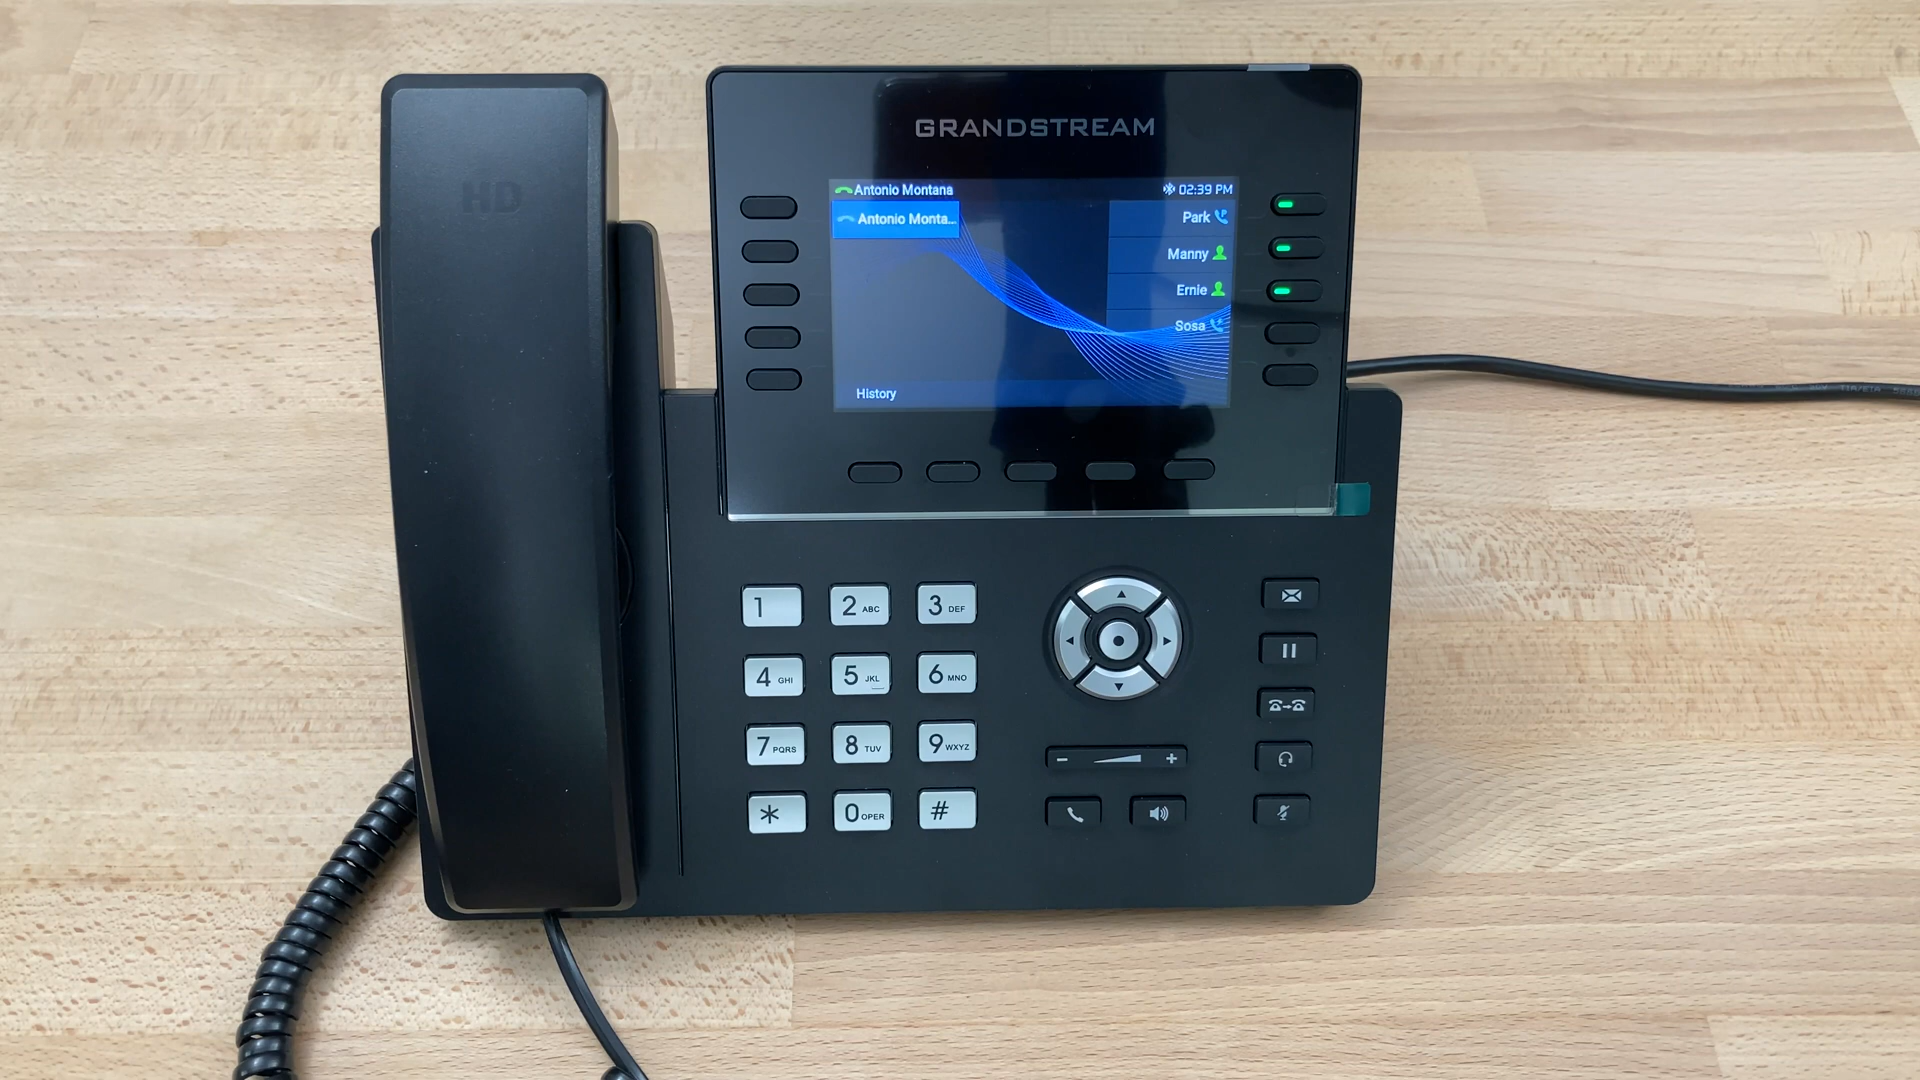 HD
GRANDSTREAM
Antonio Montana
02:39 PM
Antonio Monta...
Park
Manny
Ernie
Sosa
History
1
2 ABC
3 DEF
4 GHI
5 JKL
6 MNO
7 PQRS
8 TUV
9 WXYZ
*
0 OPER
#
- +